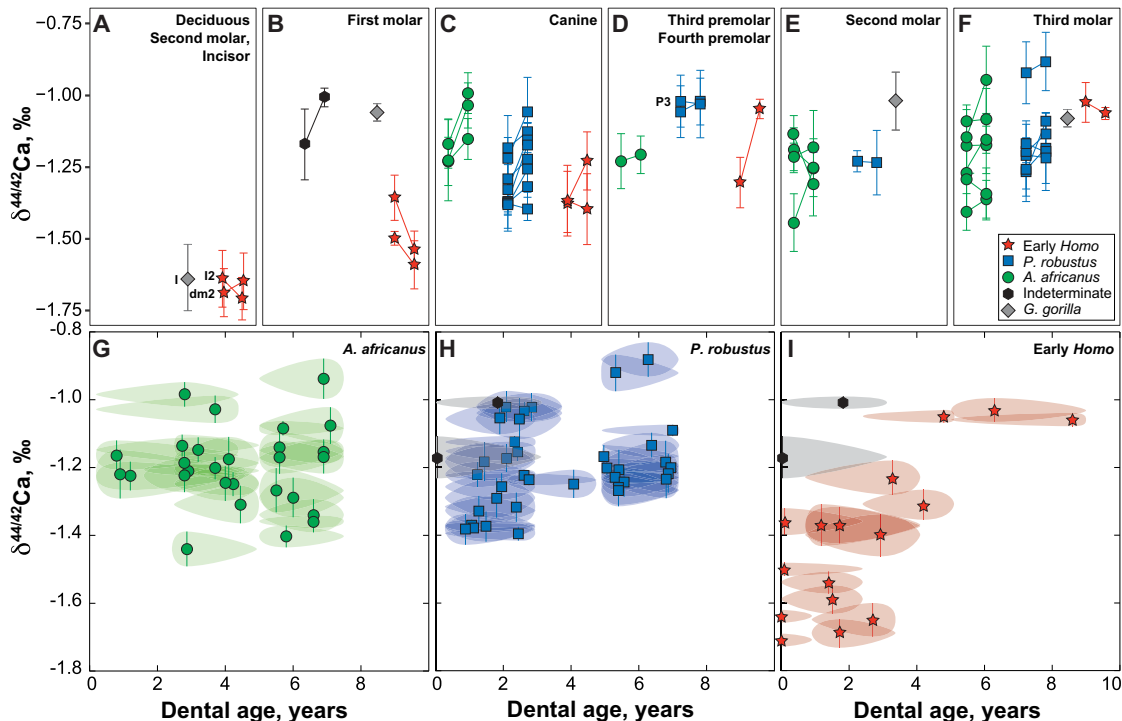 A
Deciduous
Second molar,
Incisor
B
First molar
C
Canine
D
Third premolar
Fourth premolar
E
Second molar
F
Third molar
δ44/42Ca, ‰
−0.75
−1.00
−1.25
−1.50
−1.75
I
I2
dm2
P3
Early Homo
P. robustus
A. africanus
Indeterminate
G. gorilla
G
A. africanus
H
P. robustus
I
Early Homo
δ44/42Ca, ‰
-0.8
-1.0
-1.2
-1.4
-1.6
-1.8
0 2 4 6 8 0 2 4 6 8 0 2 4 6 8 10
Dental age, years
Dental age, years
Dental age, years